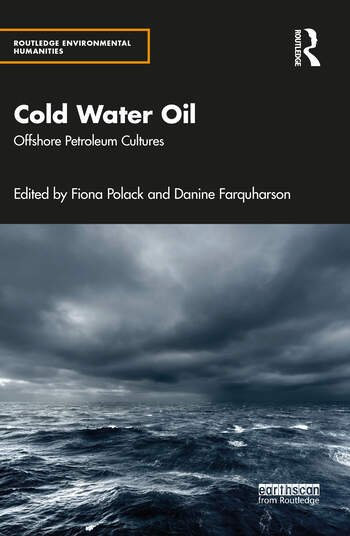 ROUTLEDGE ENVIRONMENTAL
HUMANITIES
ROUTLEDGE
Cold Water Oil
Offshore Petroleum Cultures
Edited by Fiona Polack and Danine Farquharson
earthscan
from Routledge